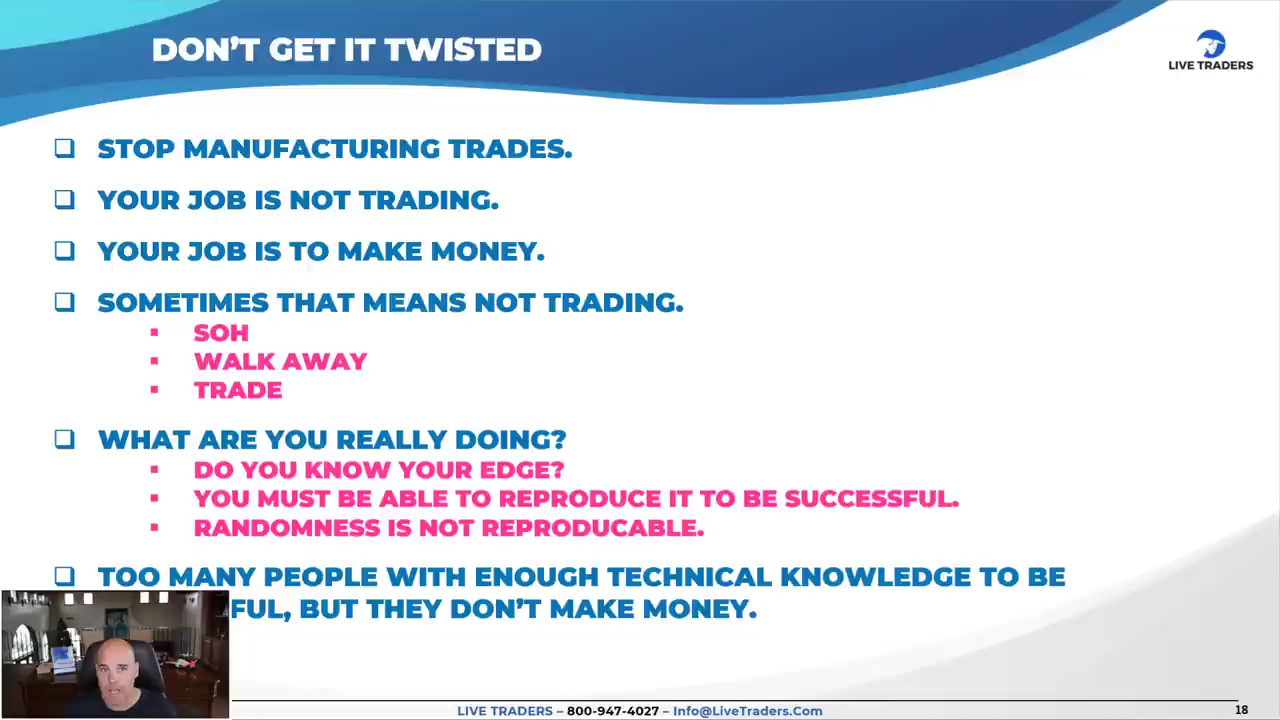 DON'T GET IT TWISTED
LIVE TRADERS
STOP MANUFACTURING TRADES.
YOUR JOB IS NOT TRADING.
YOUR JOB IS TO MAKE MONEY.
SOMETIMES THAT MEANS NOT TRADING.
SOH
WALK AWAY
TRADE
WHAT ARE YOU REALLY DOING?
DO YOU KNOW YOUR EDGE?
YOU MUST BE ABLE TO REPRODUCE IT TO BE SUCCESSFUL.
RANDOMNESS IS NOT REPRODUCABLE.
TOO MANY PEOPLE WITH ENOUGH TECHNICAL KNOWLEDGE TO BE
FUL, BUT THEY DON'T MAKE MONEY.
LIVE TRADERS – 800-947-4027 – Info@LiveTraders.Com
18